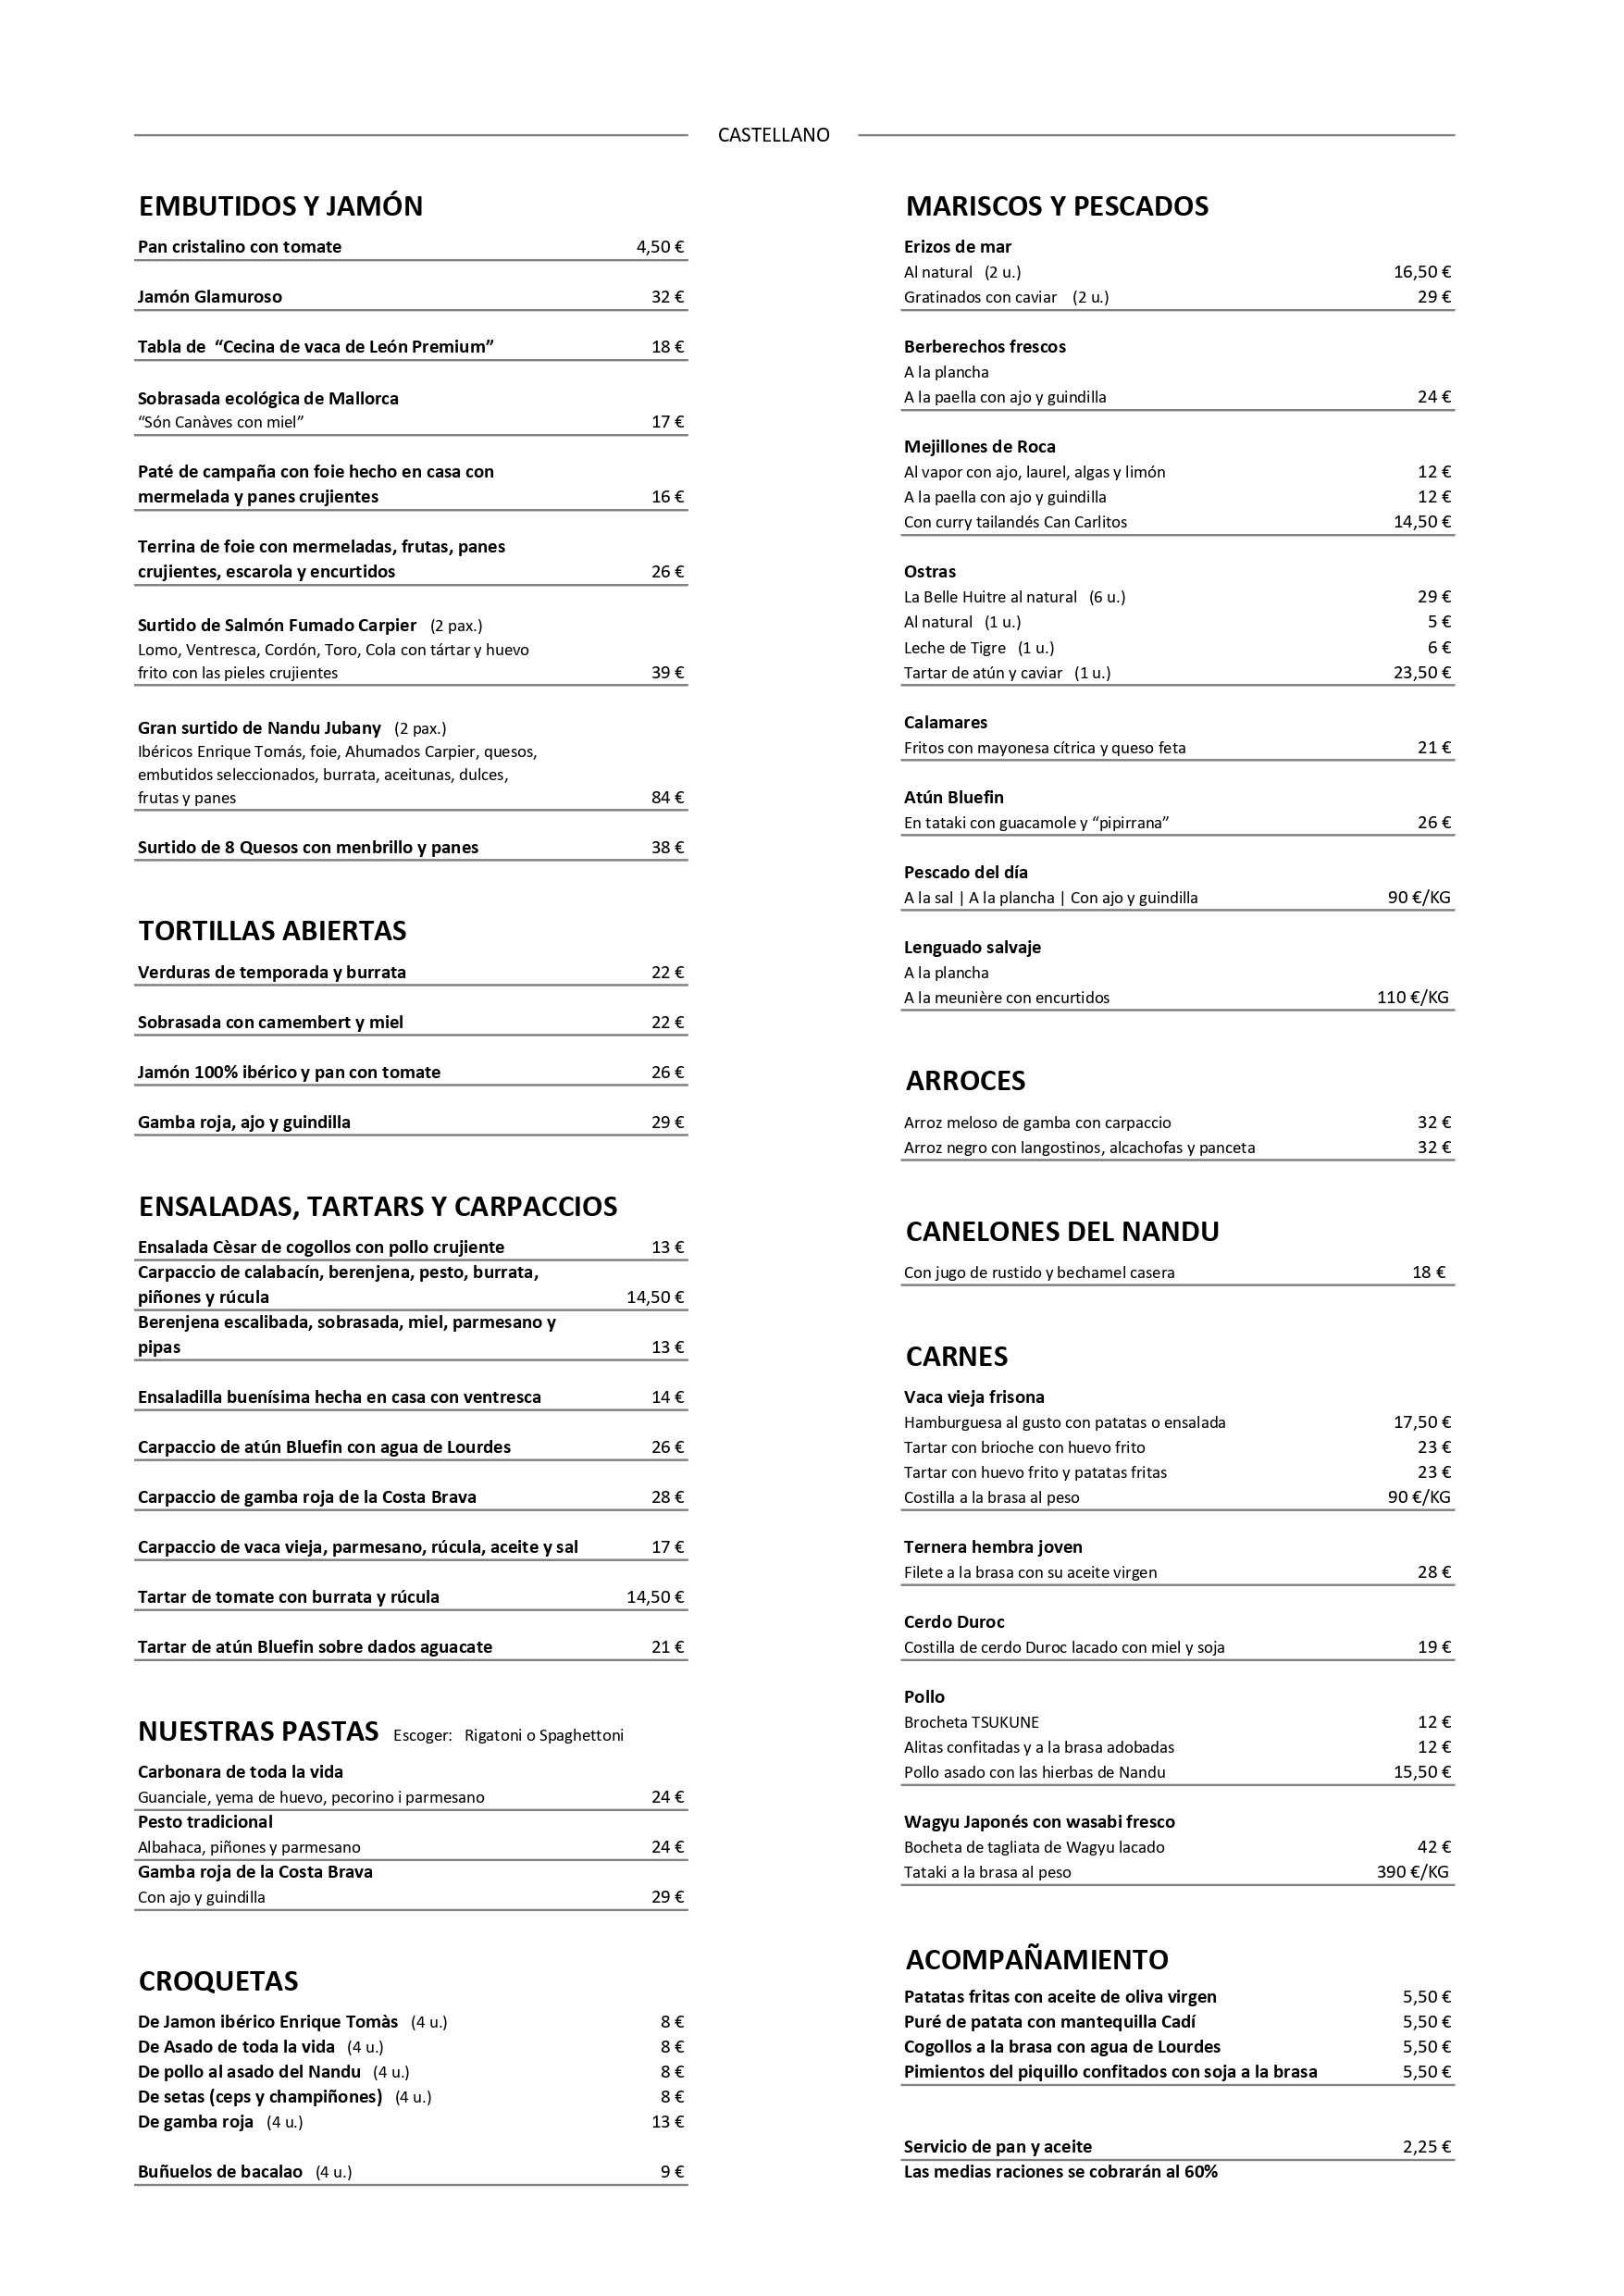 CASTELLANO
EMBUTIDOS Y JAMÓN
Pan cristalino con tomate 4,50 €
Jamón Glamuroso 32 €
Tabla de “Cecina de vaca de León Premium” 18 €
Sobrasada ecológica de Mallorca
“Són Canàves con miel” 17 €
Paté de campaña con foie hecho en casa con
mermelada y panes crujientes 16 €
Terrina de foie con mermeladas, frutas, panes
crujientes, escarola y encurtidos 26 €
Surtido de Salmón Fumado Carpier (2 pax.)
Lomo, Ventresca, Cordón, Toro, Cola con tártar y huevo
frito con las pieles crujientes 39 €
Gran surtido de Nandu Jubany (2 pax.)
Ibéricos Enrique Tomás, foie, Ahumados Carpier, quesos,
embutidos seleccionados, burrata, aceitunas, dulces,
frutas y panes 84 €
Surtido de 8 Quesos con menbrillo y panes 38 €
TORTILLAS ABIERTAS
Verduras de temporada y burrata 22 €
Sobrasada con camembert y miel 22 €
Jamón 100% ibérico y pan con tomate 26 €
Gamba roja, ajo y guindilla 29 €
ENSALADAS, TARTARS Y CARPACCIOS
Ensalada Cèsar de cogollos con pollo crujiente 13 €
Carpaccio de calabacín, berenjena, pesto, burrata,
piñones y rúcula 14,50 €
Berenjena escalibada, sobrasada, miel, parmesano y
pipas 13 €
Ensaladilla buenísima hecha en casa con ventresca 14 €
Carpaccio de atún Bluefin con agua de Lourdes 26 €
Carpaccio de gamba roja de la Costa Brava 28 €
Carpaccio de vaca vieja, parmesano, rúcula, aceite y sal 17 €
Tartar de tomate con burrata y rúcula 14,50 €
Tartar de atún Bluefin sobre dados aguacate 21 €
NUESTRAS PASTAS Escoger: Rigatoni o Spaghettoni
Carbonara de toda la vida
Guanciale, yema de huevo, pecorino i parmesano 24 €
Pesto tradicional
Albahaca, piñones y parmesano 24 €
Gamba roja de la Costa Brava
Con ajo y guindilla 29 €
CROQUETAS
De Jamon ibérico Enrique Tomàs (4 u.) 8 €
De Asado de toda la vida (4 u.) 8 €
De pollo al asado del Nandu (4 u.) 8 €
De setas (ceps y champiñones) (4 u.) 8 €
De gamba roja (4 u.) 13 €
Buñuelos de bacalao (4 u.) 9 €
MARISCOS Y PESCADOS
Erizos de mar
Al natural (2 u.) 16,50 €
Gratinados con caviar (2 u.) 29 €
Berberechos frescos
A la plancha
A la paella con ajo y guindilla 24 €
Mejillones de Roca
Al vapor con ajo, laurel, algas y limón 12 €
A la paella con ajo y guindilla 12 €
Con curry tailandés Can Carlitos 14,50 €
Ostras
La Belle Huitre al natural (6 u.) 29 €
Al natural (1 u.) 5 €
Leche de Tigre (1 u.) 6 €
Tartar de atún y caviar (1 u.) 23,50 €
Calamares
Fritos con mayonesa cítrica y queso feta 21 €
Atún Bluefin
En tataki con guacamole y “pipirrana” 26 €
Pescado del día
A la sal | A la plancha | Con ajo y guindilla 90 €/KG
Lenguado salvaje
A la plancha
A la meunière con encurtidos 110 €/KG
ARROCES
Arroz meloso de gamba con carpaccio 32 €
Arroz negro con langostinos, alcachofas y panceta 32 €
CANELONES DEL NANDU
Con jugo de rustido y bechamel casera 18 €
CARNES
Vaca vieja frisona
Hamburguesa al gusto con patatas o ensalada 17,50 €
Tartar con brioche con huevo frito 23 €
Tartar con huevo frito y patatas fritas 23 €
Costilla a la brasa al peso 90 €/KG
Ternera hembra joven
Filete a la brasa con su aceite virgen 28 €
Cerdo Duroc
Costilla de cerdo Duroc lacado con miel y soja 19 €
Pollo
Brocheta TSUKUNE 12 €
Alitas confitadas y a la brasa adobadas 12 €
Pollo asado con las hierbas de Nandu 15,50 €
Wagyu Japonés con wasabi fresco
Bocheta de tagliata de Wagyu lacado 42 €
Tataki a la brasa al peso 390 €/KG
ACOMPAÑAMIENTO
Patatas fritas con aceite de oliva virgen 5,50 €
Puré de patata con mantequilla Cadí 5,50 €
Cogollos a la brasa con agua de Lourdes 5,50 €
Pimientos del piquillo confitados con soja a la brasa 5,50 €
Servicio de pan y aceite 2,25 €
Las medias raciones se cobrarán al 60%